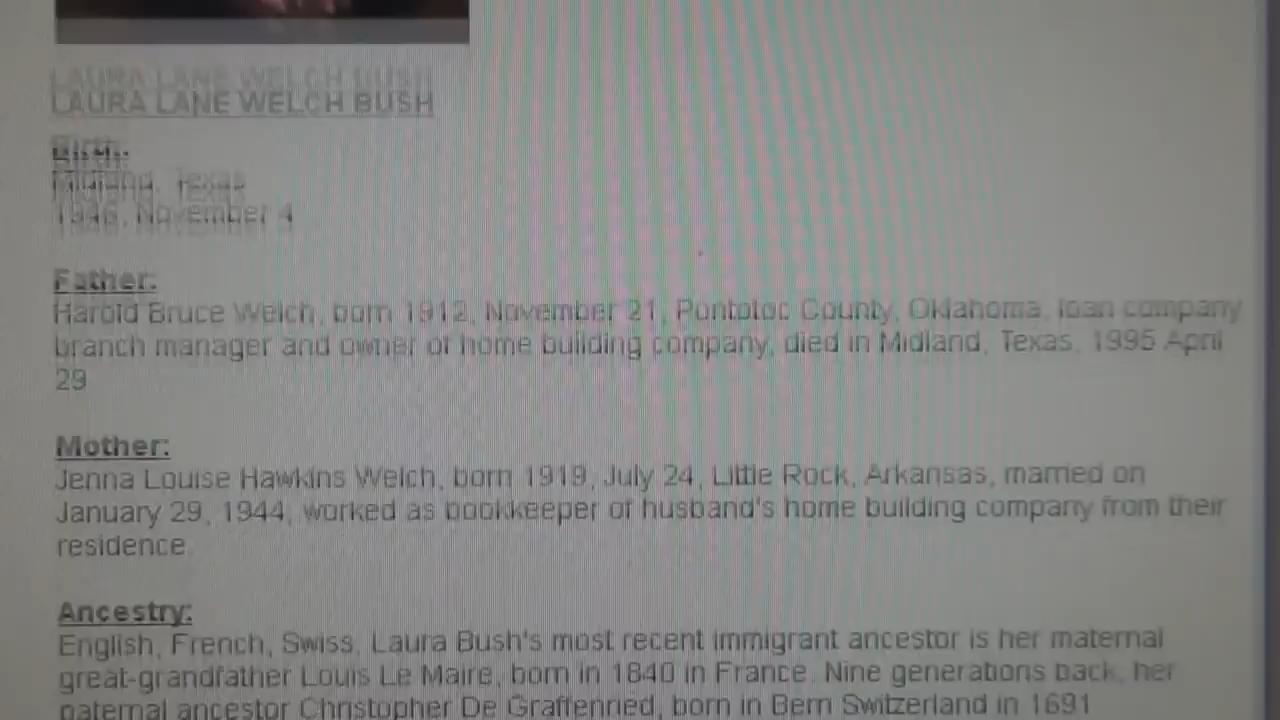 LAURA LANE WELCH BUSH
Birth:
Midland, Texas
1946, November 4
Father:
Harold Bruce Welch, born 1912, November 21, Pontotoc County, Oklahoma, loan company
branch manager and owner of home building company, died in Midland, Texas, 1995 April
29
Mother:
Jenna Louise Hawkins Welch, born 1919, July 24, Little Rock, Arkansas, married on
January 29, 1944, worked as bookkeeper of husband's home building company from their
residence
Ancestry:
English, French, Swiss, Laura Bush's most recent immigrant ancestor is her maternal
great-grandfather Louis Le Maire, born in 1840 in France. Nine generations back, her
paternal ancestor Christopher De Graffenried, born in Bern Switzerland in 1691